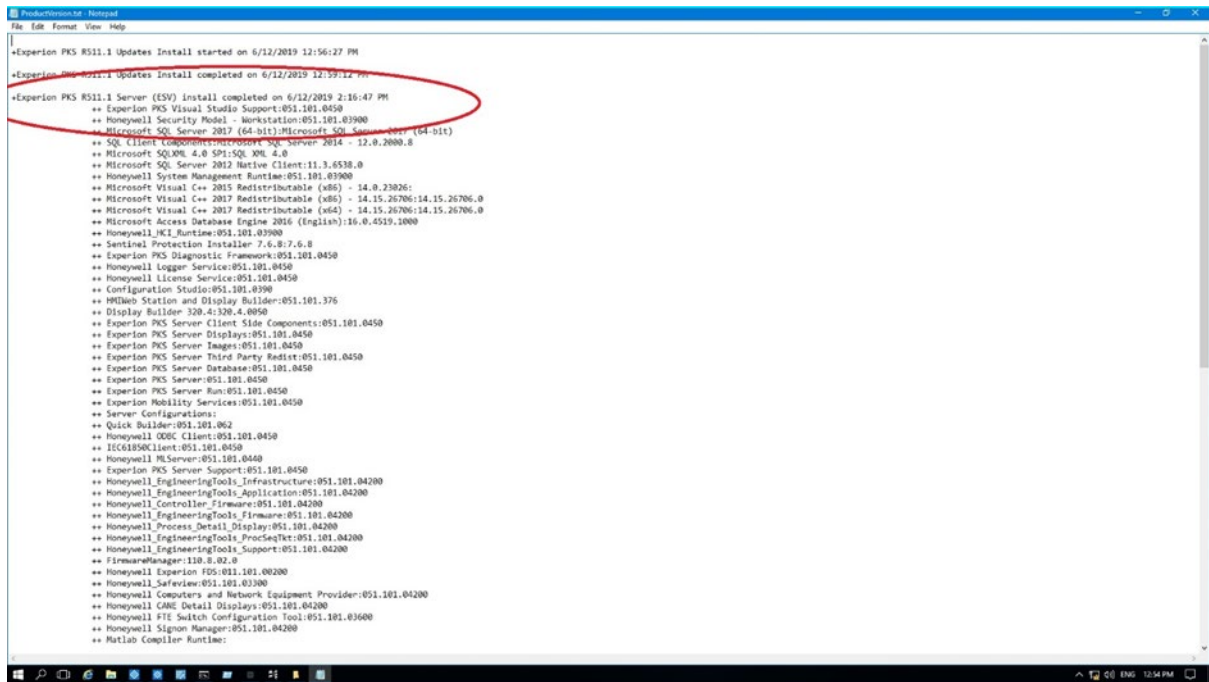 ProductVersion.txt - Notepad
File Edit Format View Help
+Experion PKS R511.1 Updates Install started on 6/12/2019 12:56:27 PM
+Experion PKS R511.1 Updates Install completed on 6/12/2019 12:59:12 PM
+Experion PKS R511.1 Server (ESV) install completed on 6/12/2019 2:16:47 PM
++ Experion PKS Visual Studio Support:051.101.0450
++ Honeywell Security Model - Workstation:051.101.03900
++ Microsoft SQL Server 2017 (64-bit):Microsoft SQL Server 2017 (64-bit)
++ SQL Client Components:Microsoft SQL Server 2014 - 12.0.2000.8
++ Microsoft SQLXML 4.0 SP1:SQL XML 4.0
++ Microsoft SQL Server 2012 Native Client:11.3.6538.0
++ Honeywell System Management Runtime:051.101.03900
++ Microsoft Visual C++ 2015 Redistributable (x86) - 14.0.23026:
++ Microsoft Visual C++ 2017 Redistributable (x86) - 14.15.26706:14.15.26706.0
++ Microsoft Visual C++ 2017 Redistributable (x64) - 14.15.26706:14.15.26706.0
++ Microsoft Access Database Engine 2016 (English):16.0.4519.1000
++ Honeywell_HCI_Runtime:051.101.03900
++ Sentinel Protection Installer 7.6.8:7.6.8
++ Experion PKS Diagnostic Framework:051.101.0450
++ Honeywell Logger Service:051.101.0450
++ Honeywell License Service:051.101.0450
++ Configuration Studio:051.101.0390
++ HMIWeb Station and Display Builder:051.101.376
++ Display Builder 320.4:320.4.0050
++ Experion PKS Server Client Side Components:051.101.0450
++ Experion PKS Server Displays:051.101.0450
++ Experion PKS Server Images:051.101.0450
++ Experion PKS Server Third Party Redist:051.101.0450
++ Experion PKS Server Database:051.101.0450
++ Experion PKS Server:051.101.0450
++ Experion PKS Server Run:051.101.0450
++ Experion Mobility Services:051.101.0450
++ Server Configurations:
++ Quick Builder:051.101.062
++ Honeywell ODBC Client:051.101.0450
++ IEC61850Client:051.101.0450
++ Honeywell MLServer:051.101.0440
++ Experion PKS Server Support:051.101.0450
++ Honeywell_EngineeringTools_Infrastructure:051.101.04200
++ Honeywell_EngineeringTools_Application:051.101.04200
++ Honeywell_Controller_Firmware:051.101.04200
++ Honeywell_EngineeringTools_Firmware:051.101.04200
++ Honeywell_Process_Detail_Display:051.101.04200
++ Honeywell_EngineeringTools_ProcSeqTkt:051.101.04200
++ Honeywell_EngineeringTools_Support:051.101.04200
++ FirmwareManager:110.8.02.0
++ Honeywell Experion FDS:011.101.00200
++ Honeywell_Safeview:051.101.03300
++ Honeywell Computers and Network Equipment Provider:051.101.04200
++ Honeywell CANE Detail Displays:051.101.04200
++ Honeywell FTE Switch Configuration Tool:051.101.03600
++ Honeywell Signon Manager:051.101.04200
++ Matlab Compiler Runtime:
ENG 12:54 PM